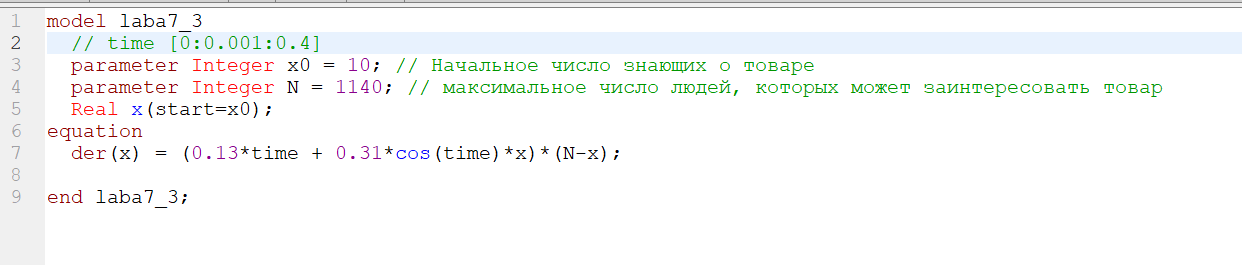 1 model laba7_3
2 // time [0:0.001:0.4]
3 parameter Integer x0 = 10; // Начальное число знающих о товаре
4 parameter Integer N = 1140; // максимальное число людей, которых может заинтересовать товар
5 Real x(start=x0);
6 equation
7 der(x) = (0.13*time + 0.31*cos(time)*x)*(N-x);
8
9 end laba7_3;